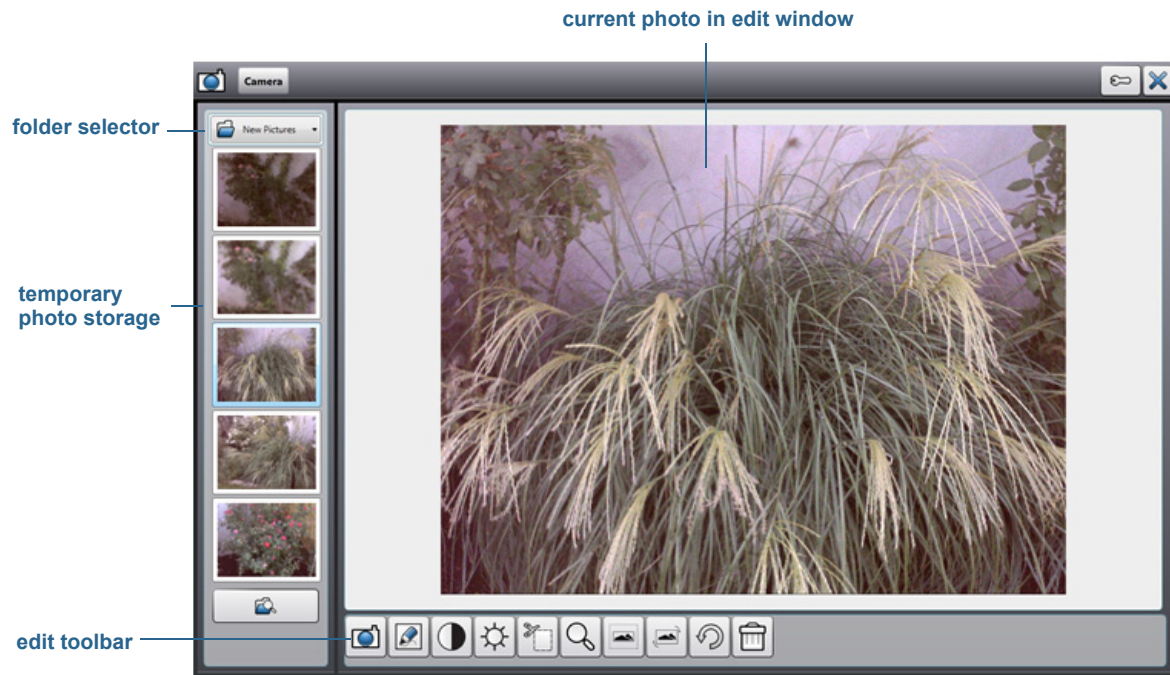 current photo in edit window
Camera
folder selector
New Pictures
temporary
photo storage
edit toolbar